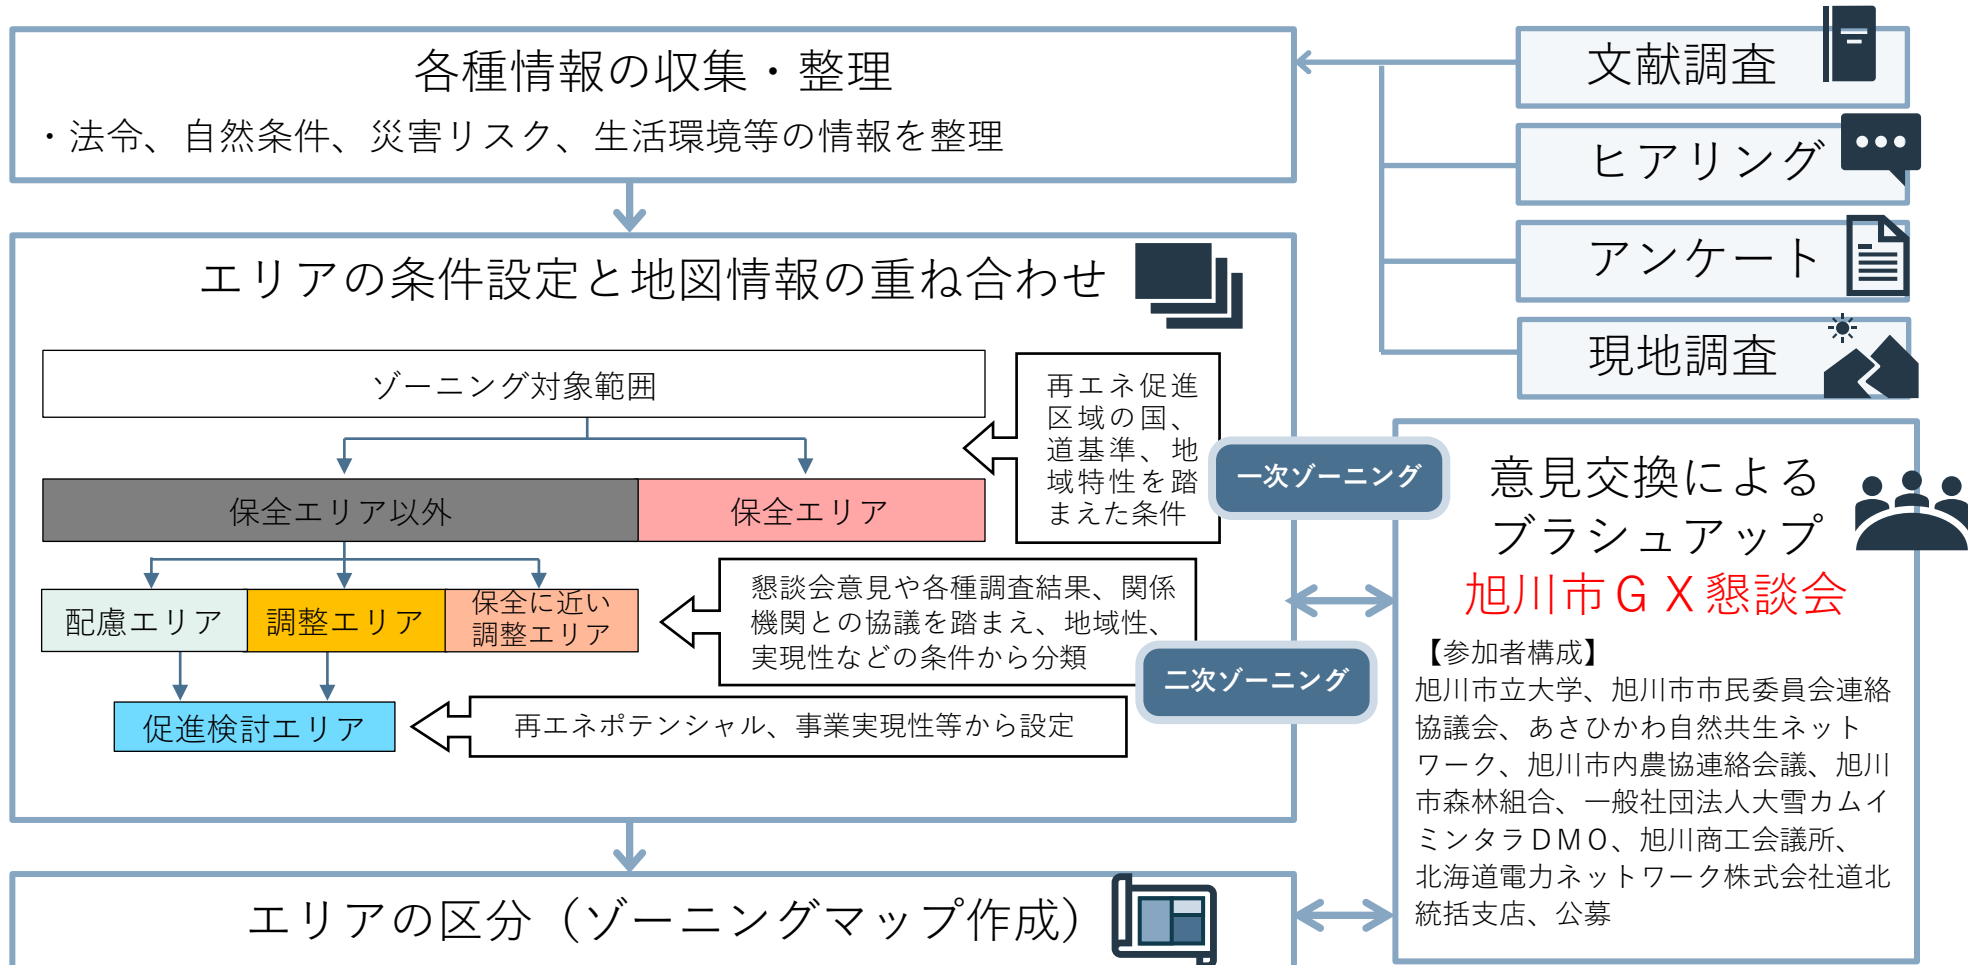 各種情報の収集・整理
・法令、自然条件、災害リスク、生活環境等の情報を整理
文献調査
ヒアリング
アンケート
現地調査
エリアの条件設定と地図情報の重ね合わせ
ゾーニング対象範囲
再エネ促進
区域の国、
道基準、地
域特性を踏
まえた条件
一次ゾーニング
保全エリア以外
保全エリア
配慮エリア
調整エリア
保全に近い
調整エリア
懇談会意見や各種調査結果、関係
機関との協議を踏まえ、地域性、
実現性などの条件から分類
二次ゾーニング
促進検討エリア
再エネポテンシャル、事業実現性等から設定
意見交換による
ブラシュアップ
旭川市GX懇談会
【参加者構成】
旭川市立大学、旭川市市民委員会連絡
協議会、あさひかわ自然共生ネット
ワーク、旭川市内農協連絡会議、旭川
市森林組合、一般社団法人大雪カムイ
ミンタラDMO、旭川商工会議所、
北海道電力ネットワーク株式会社道北
統括支店、公募
エリアの区分（ゾーニングマップ作成）